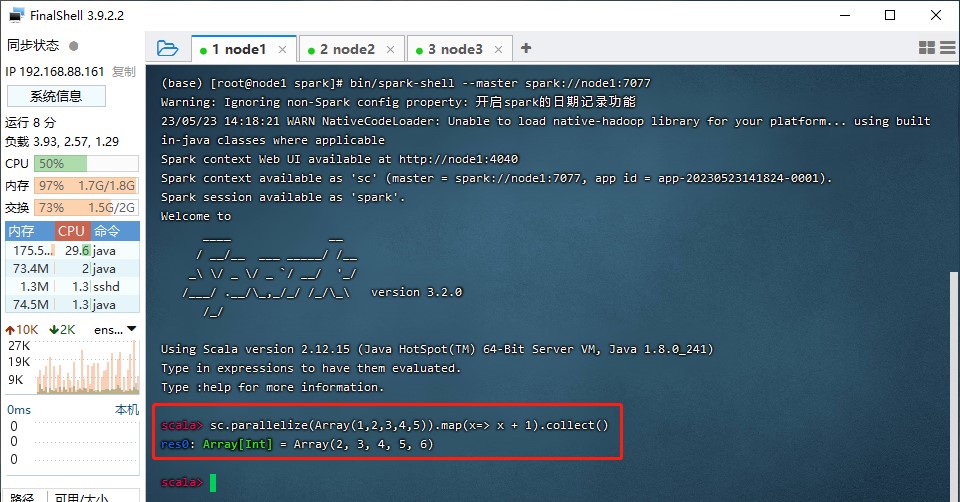 FinalShell 3.9.2.2
同步状态
IP 192.168.88.161 复制
系统信息
运行 8 分
负载 3.93, 2.57, 1.29
CPU 50%
内存 97% 1.7G/1.8G
交换 73% 1.5G/2G
内存 CPU 命令
175.5... 29.6 java
73.4M 2 java
1.3M 1.3 sshd
74.5M 1.3 java
10K 2K ens...
27K
19K
9K
0ms 本机
0
0
0
路径 可用/大小
1 node1
2 node2
3 node3
(base) [root@node1 spark]# bin/spark-shell --master spark://node1:7077
Warning: Ignoring non-Spark config property: 开启spark的日期记录功能
23/05/23 14:18:21 WARN NativeCodeLoader: Unable to load native-hadoop library for your platform... using built
in-java classes where applicable
Spark context Web UI available at http://node1:4040
Spark context available as 'sc' (master = spark://node1:7077, app id = app-20230523141824-0001).
Spark session available as 'spark'.
Welcome to
      ____              __
     / __/__  ___ _____/ /__
    _\ \/ _ \/ _ `/ __/  '_/
   /___/ .__/\_,_/_/ /_/\_\   version 3.2.0
      /_/
Using Scala version 2.12.15 (Java HotSpot(TM) 64-Bit Server VM, Java 1.8.0_241)
Type in expressions to have them evaluated.
Type :help for more information.
scala> sc.parallelize(Array(1,2,3,4,5)).map(x=> x + 1).collect()
res0: Array[Int] = Array(2, 3, 4, 5, 6)
scala>